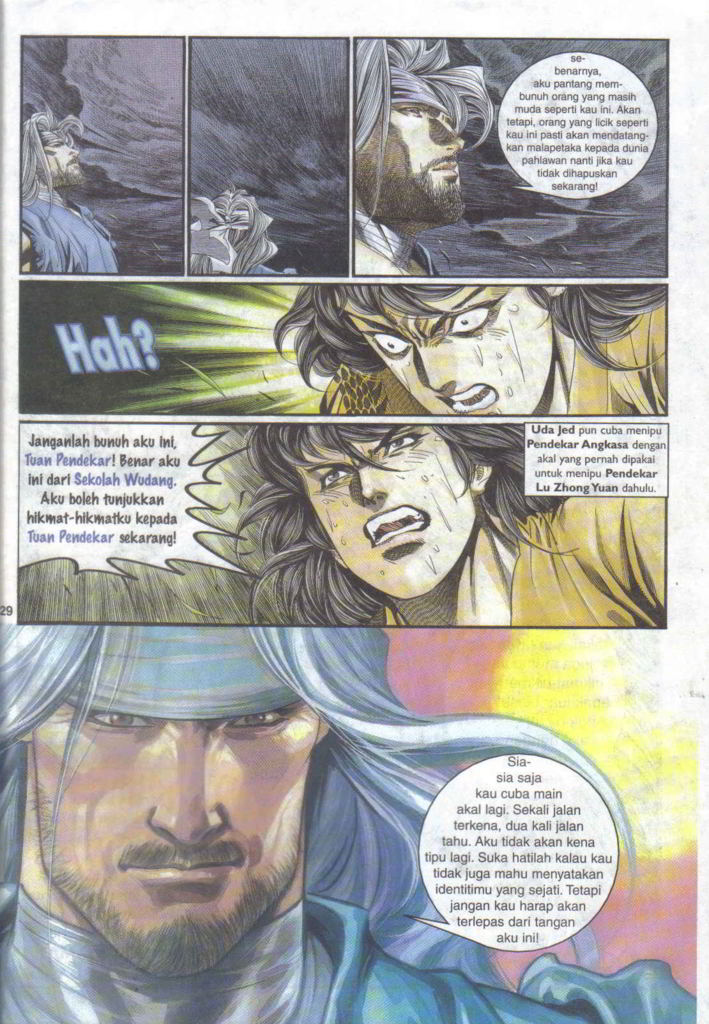 se-
benarnya,
aku pantang mem-
bunuh orang yang masih
muda seperti kau ini. Akan
tetapi, orang yang licik seperti
kau ini pasti akan mendatang-
kan malapetaka kepada dunia
pahlawan nanti jika kau
tidak dihapuskan
sekarang!
Hah?
Janganlah bunuh aku ini,
Tuan Pendekar! Benar aku
ini dari Sekolah Wudang.
Aku boleh tunjukkan
hikmat-hikmatku kepada
Tuan Pendekar sekarang!
Uda Jed pun cuba menipu
Pendekar Angkasa dengan
akal yang pernah dipakai
untuk menipu Pendekar
Lu Zhong Yuan dahulu.
29
Sia-
sia saja
kau cuba main
akal lagi. Sekali jalan
terkena, dua kali jalan
tahu. Aku tidak akan kena
tipu lagi. Suka hatilah kalau kau
tidak juga mahu menyatakan
identitimu yang sejati. Tetapi
jangan kau harap akan
terlepas dari tangan
aku ini!